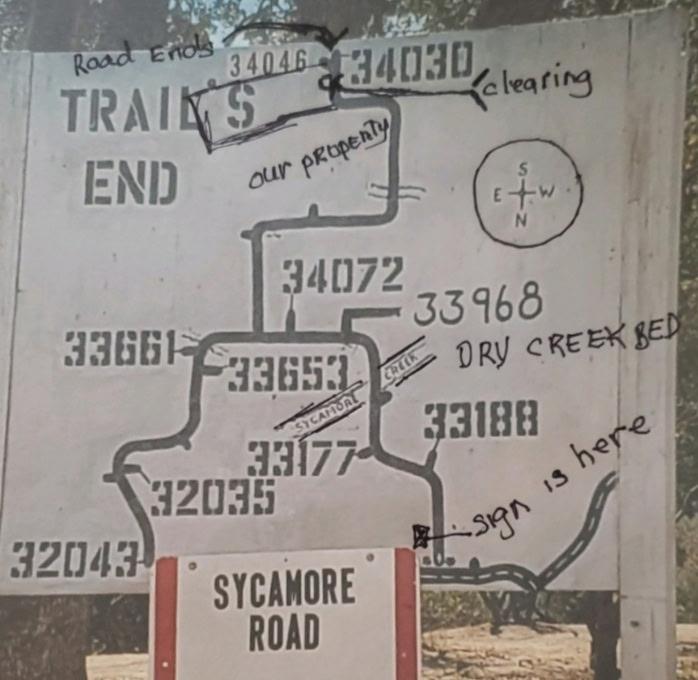 Road Ends
34046
34030
clearing
TRAIL'S
END
our property
S
E W
N
34072
33968
33661
33653
DRY CREEK BED
SYCAMORE CREEK
33188
33177
32035
sign is here
32043
SYCAMORE
ROAD